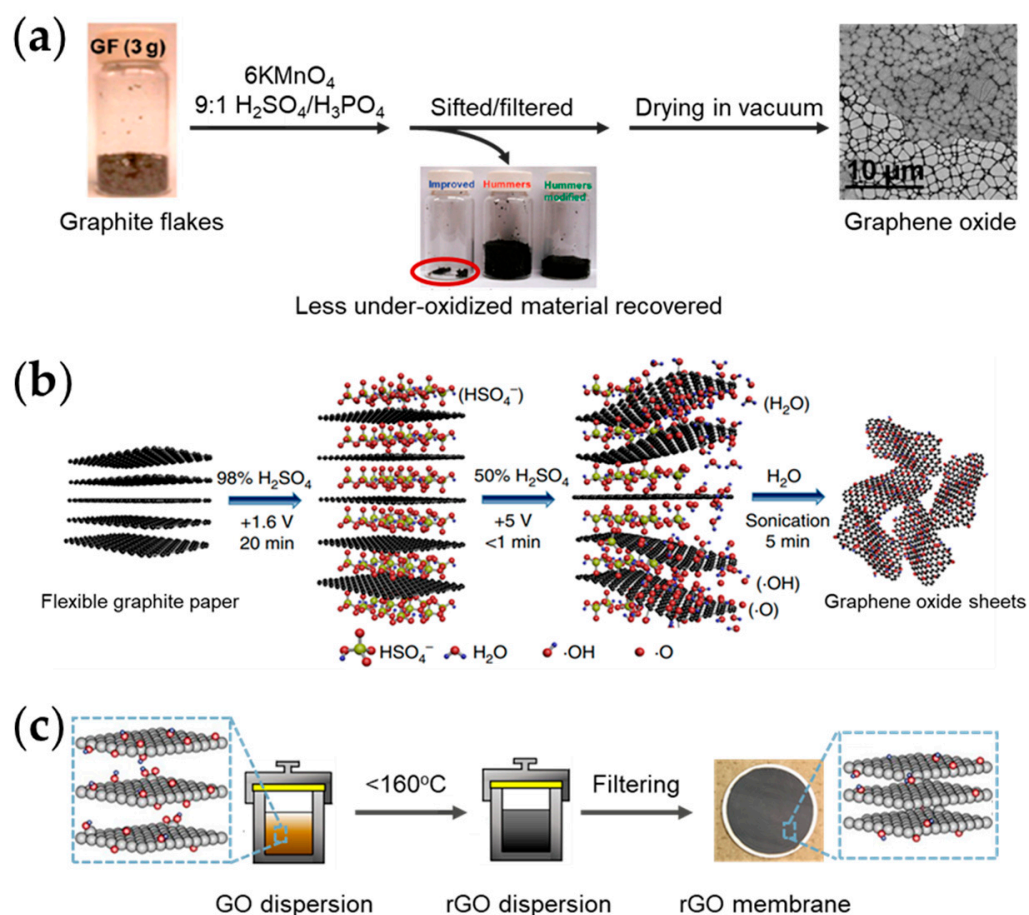 (a)
GF (3 g)
6KMnO₄
9:1 H₂SO₄/H₃PO₄
Sifted/filtered
Drying in vacuum
10 μm
Graphite flakes
Improved
Hummers
Hummers
modified
Graphene oxide
Less under-oxidized material recovered
(b)
(HSO₄⁻)
(H₂O)
98% H₂SO₄
+1.6 V
20 min
50% H₂SO₄
+5 V
<1 min
H₂O
Sonication
5 min
(·OH)
(·O)
Flexible graphite paper
Graphene oxide sheets
HSO₄⁻
H₂O
·OH
·O
(c)
<160°C
Filtering
GO dispersion
rGO dispersion
rGO membrane